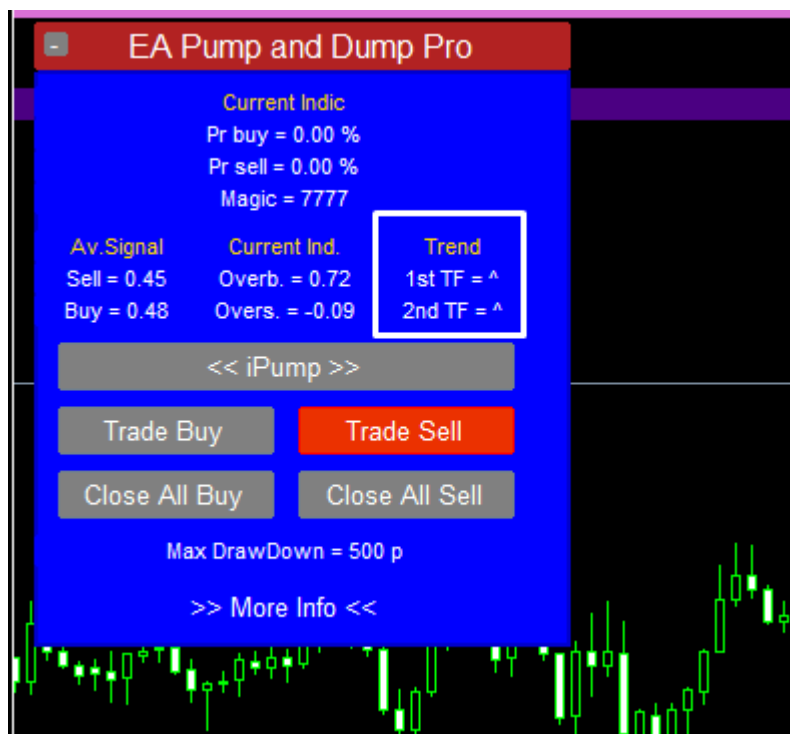 - EA Pump and Dump Pro
Current Indic
Pr buy = 0.00 %
Pr sell = 0.00 %
Magic = 7777
Av.Signal Current Ind. Trend
Sell = 0.45 Overb. = 0.72 1st TF = ^
Buy = 0.48 Overs. = -0.09 2nd TF = ^
<< iPump >>
Trade Buy Trade Sell
Close All Buy Close All Sell
Max DrawDown = 500 p
>> More Info <<